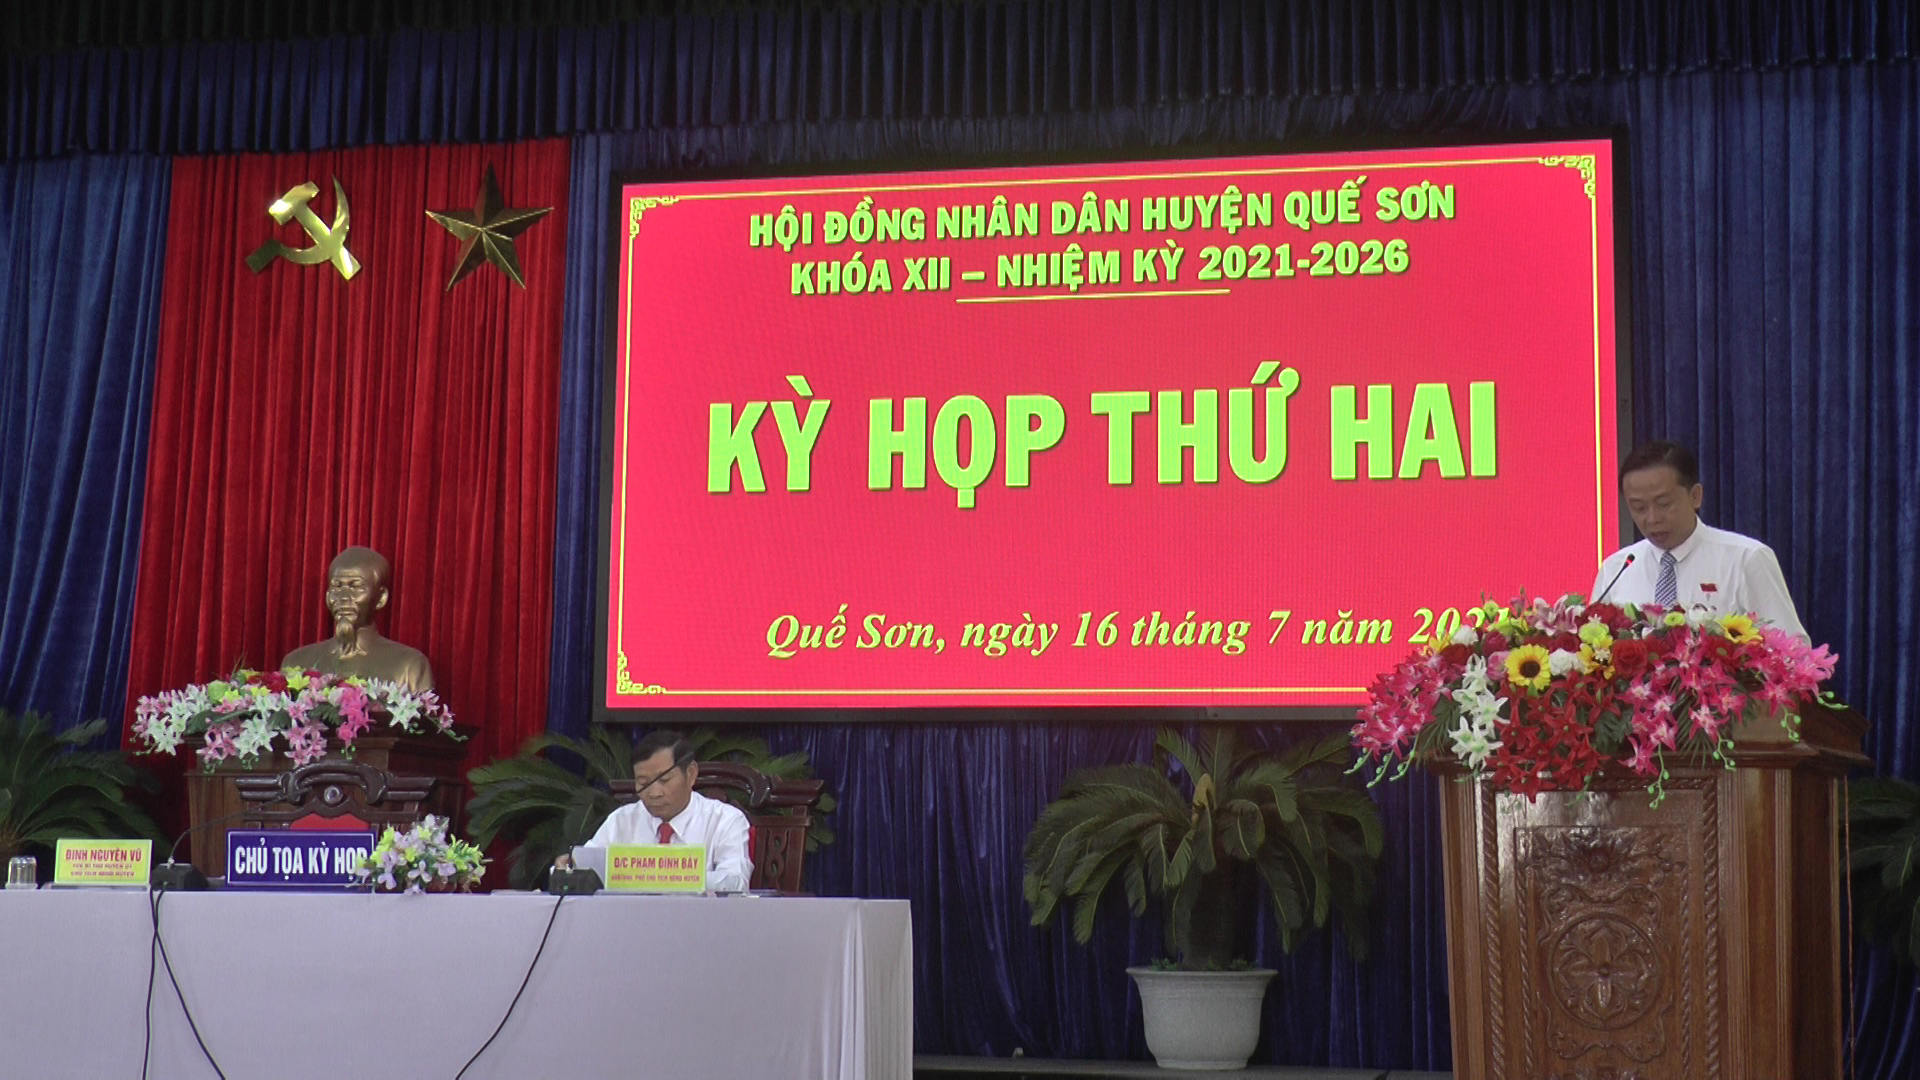 HỘI ĐỒNG NHÂN DÂN HUYỆN QUẾ SƠN
KHÓA XII – NHIỆM KỲ 2021-2026
KỲ HỌP THỨ HAI
Quế Sơn, ngày 16 tháng 7 năm 2021
ĐINH NGUYÊN VŨ
CHỦ TỌA KỲ HỌP
Đ/C PHẠM ĐÌNH BẢY